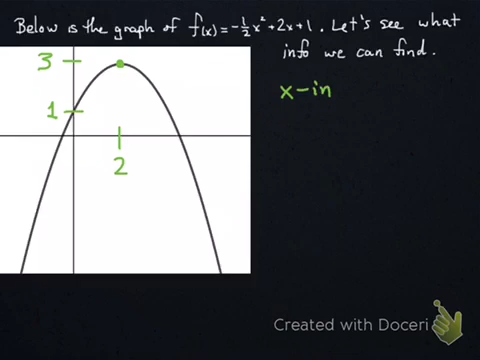 Below is the graph of f(x) = -½x² + 2x + 1. Let's see what
info we can find.
3
x-in
1
2
Created with Doceri